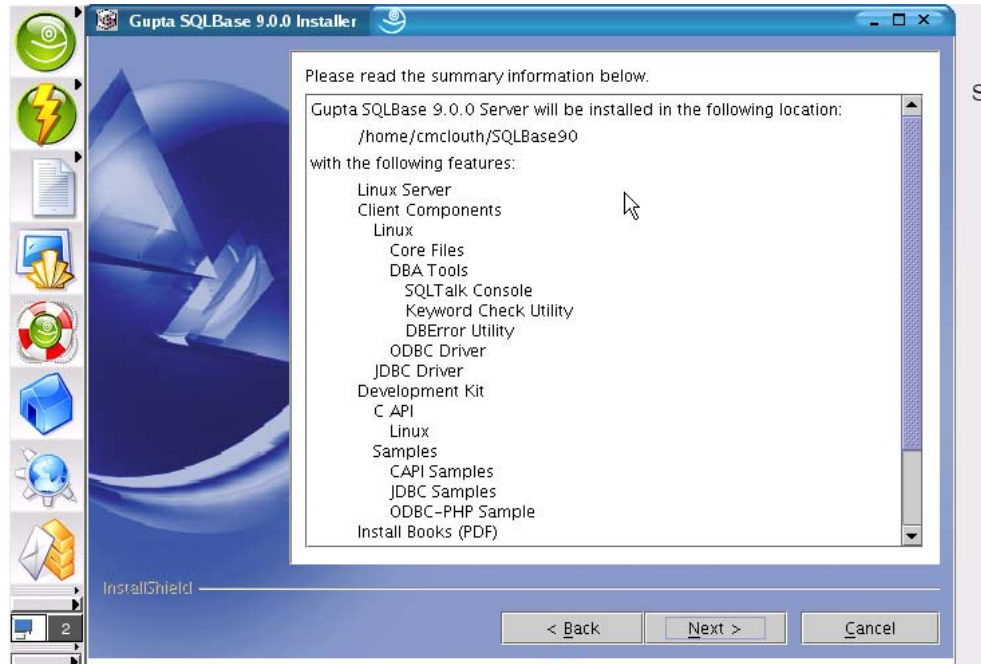 Gupta SQLBase 9.0.0 Installer
Please read the summary information below.
Gupta SQLBase 9.0.0 Server will be installed in the following location:
/home/cmclouth/SQLBase90
with the following features:
Linux Server
Client Components
Linux
Core Files
DBA Tools
SQLTalk Console
Keyword Check Utility
DBError Utility
ODBC Driver
JDBC Driver
Development Kit
C API
Linux
Samples
CAPI Samples
JDBC Samples
ODBC-PHP Sample
Install Books (PDF)
InstallShield
< Back
Next >
Cancel
2